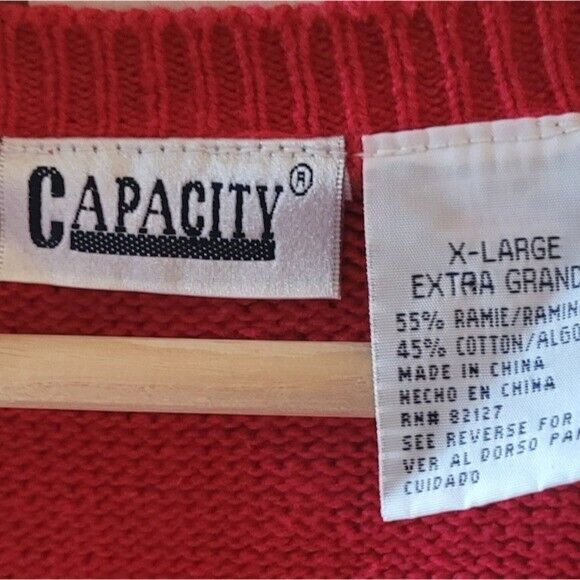 CAPACITY®
X-LARGE
EXTRA GRAND
55% RAMIE/RAMIN
45% COTTON/ALGO
MADE IN CHINA
HECHO EN CHINA
RN# 82127
SEE REVERSE FOR
VER AL DORSO PA
CUIDADO